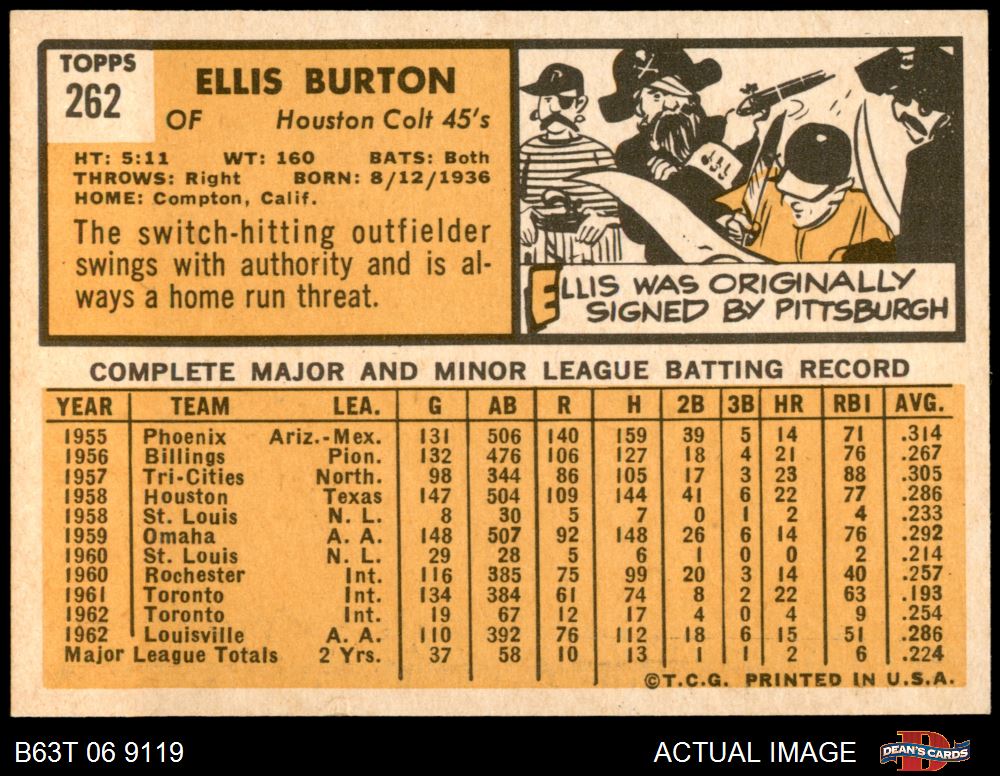 TOPPS
262
ELLIS BURTON
OF Houston Colt 45's
HT: 5:11 WT: 160 BATS: Both
THROWS: Right BORN: 8/12/1936
HOME: Compton, Calif.
The switch-hitting outfielder
swings with authority and is al-
ways a home run threat.
P
ELLIS WAS ORIGINALLY
SIGNED BY PITTSBURGH
COMPLETE MAJOR AND MINOR LEAGUE BATTING RECORD
YEAR TEAM LEA. G AB R H 2B 3B HR RBI AVG.
1955 Phoenix Ariz.-Mex. 131 506 140 159 39 5 14 71 .314
1956 Billings Pion. 132 476 106 127 18 4 21 76 .267
1957 Tri-Cities North. 98 344 86 105 17 3 23 88 .305
1958 Houston Texas 147 504 109 144 41 6 22 77 .286
1958 St. Louis N. L. 8 30 5 7 0 1 2 4 .233
1959 Omaha A. A. 148 507 92 148 26 6 14 76 .292
1960 St. Louis N. L. 29 28 5 6 1 0 0 2 .214
1960 Rochester Int. 116 385 75 99 20 3 14 40 .257
1961 Toronto Int. 134 384 61 74 8 2 22 63 .193
1962 Toronto Int. 19 67 12 17 4 0 4 9 .254
1962 Louisville A. A. 110 392 76 112 18 6 15 51 .286
Major League Totals 2 Yrs. 37 58 10 13 1 1 2 6 .224
©T.C.G. PRINTED IN U.S.A.
B63T 06 9119 ACTUAL IMAGE D DEAN'S CARDS